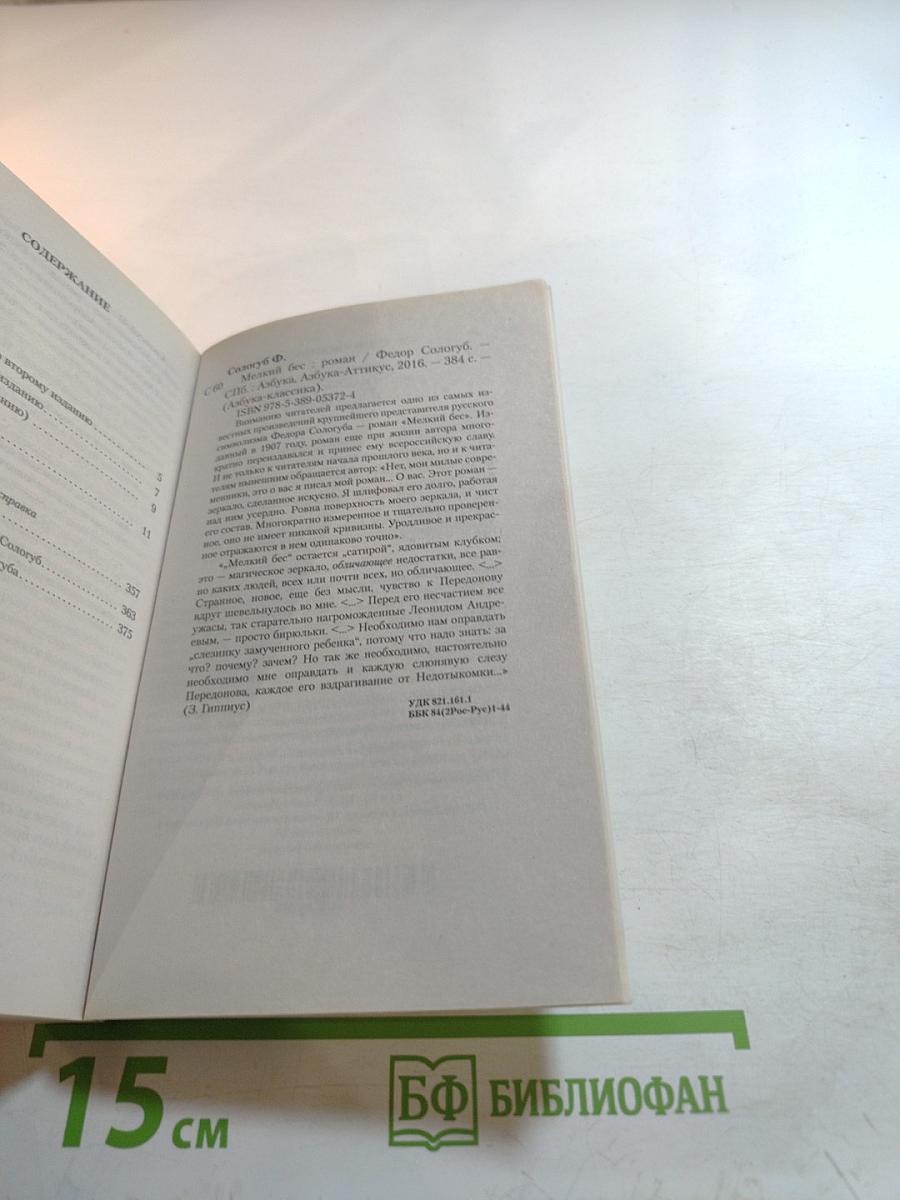 СОДЕРЖАНИЕ
второму изданию
изданию
нию)
справка
Сологуб
уба
5
7
9
11
357
363
375
Сологуб Ф.
С 60 Мелкий бес : роман / Федор Сологуб. —
СПб. : Азбука, Азбука-Аттикус, 2016. — 384 с. —
(Азбука-классика).
ISBN 978-5-389-05372-4
Вниманию читателей предлагается одно из самых из-
вестных произведений крупнейшего представителя русского
символизма Федора Сологуба — роман «Мелкий бес». Из-
данный в 1907 году, роман еще при жизни автора много-
кратно переиздавался и принес ему всероссийскую славу.
И не только к читателям начала прошлого века, но и к чита-
телям нынешним обращается автор: «Нет, мои милые совре-
менники, это о вас я писал мой роман... О вас. Этот роман —
зеркало, сделанное искусно. Я шлифовал его долго, работая
над ним усердно. Ровна поверхность моего зеркала, и чист
его состав. Многократно измеренное и тщательно проверен-
ное, оно не имеет никакой кривизны. Уродливое и прекрас-
ное отражаются в нем одинаково точно».
«„Мелкий бес“ остается „сатирой“, ядовитым клубком;
это — магическое зеркало, обличающее недостатки, все рав-
но каких людей, всех или почти всех, но обличающее. <...>
Странное, новое, еще без мысли, чувство к Передонову
вдруг шевельнулось во мне. <...> Перед его несчастием все
ужасы, так старательно нагроможденные Леонидом Андре-
евым, — просто бирюльки. <...> Необходимо нам оправдать
„слезинку замученного ребенка“, потому что надо знать: за
что? почему? зачем? Но так же необходимо, настоятельно
необходимо мне оправдать и каждую слюнявую слезу
Передонова, каждое его вздрагивание от Недотыкомки...»
(З. Гиппиус)
УДК 821.161.1
ББК 84(2Рос-Рус)1-44
15 см
БФ БИБЛИОФАН